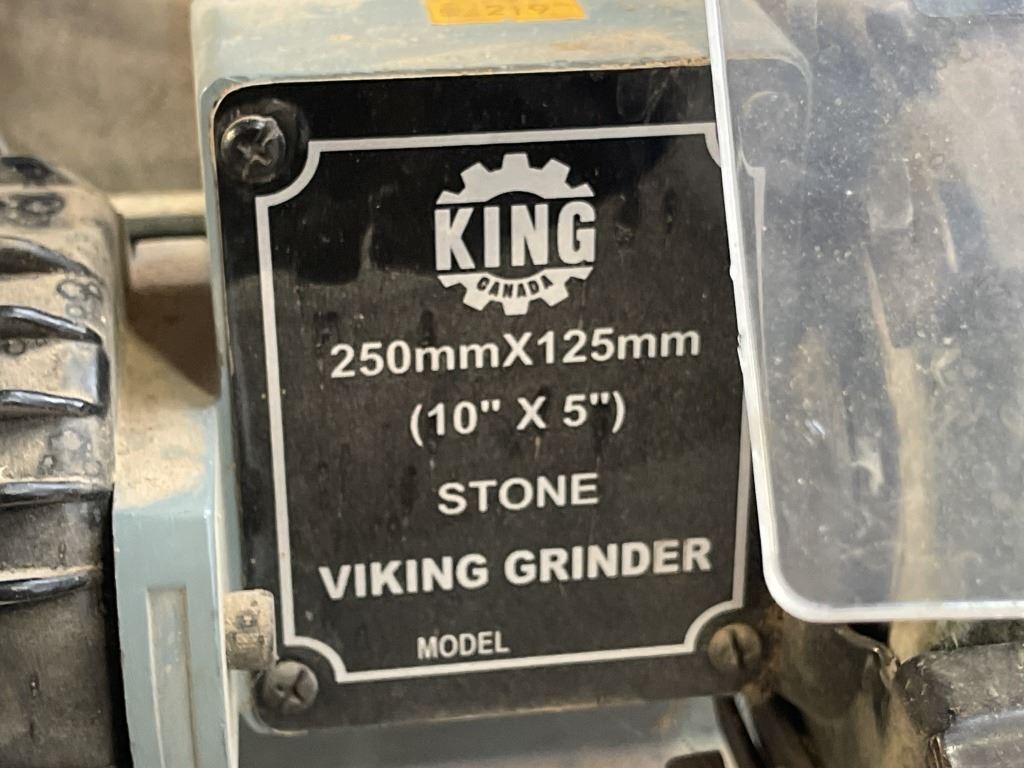 KING
CANADA
250mmX125mm
(10" X 5")
STONE
VIKING GRINDER
MODEL